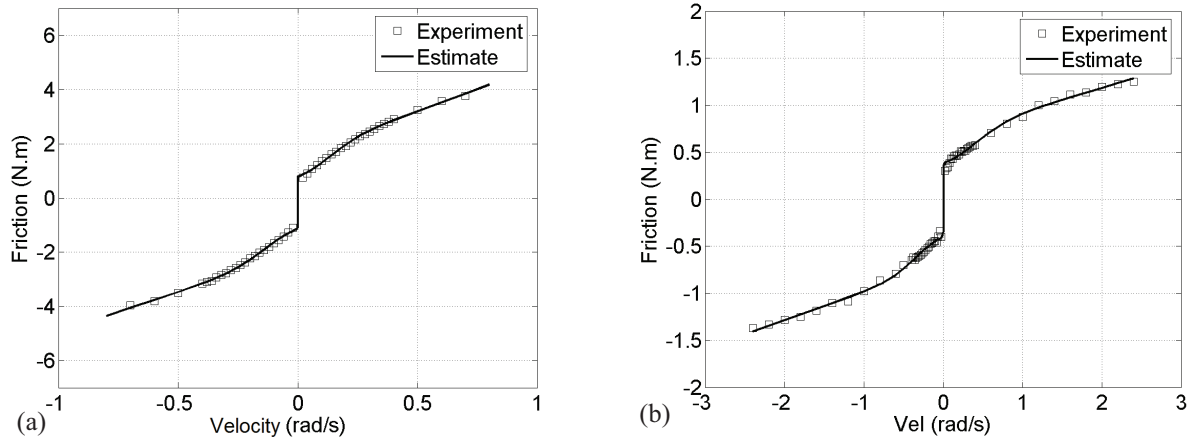 6
4
2
0
-2
-4
-6
-1
-0.5
0
0.5
1
Friction (N.m)
Velocity (rad/s)
Experiment
Estimate
(a)
2
1.5
1
0.5
0
-0.5
-1
-1.5
-2
-3
-2
-1
0
1
2
3
Friction (N.m)
Vel (rad/s)
Experiment
Estimate
(b)